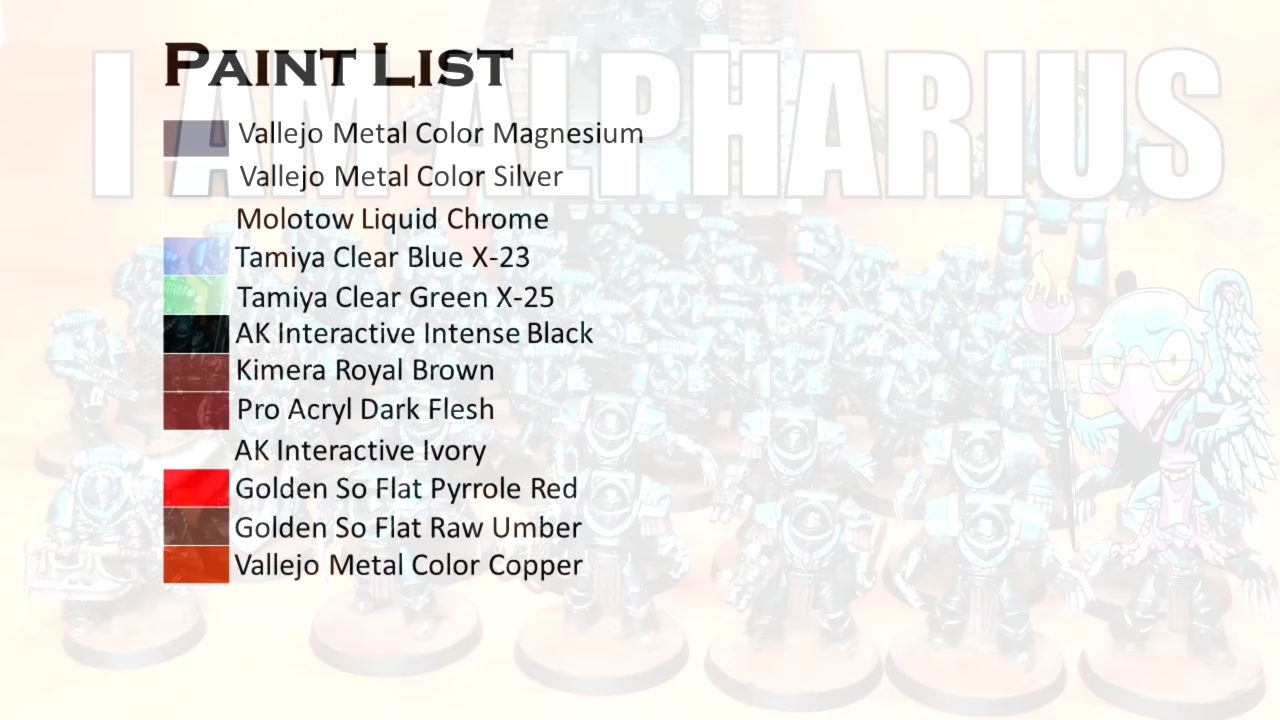 PAINT LIST
I AM ALPHARIUS
Vallejo Metal Color Magnesium
Vallejo Metal Color Silver
Molotow Liquid Chrome
Tamiya Clear Blue X-23
Tamiya Clear Green X-25
AK Interactive Intense Black
Kimera Royal Brown
Pro Acryl Dark Flesh
AK Interactive Ivory
Golden So Flat Pyrrole Red
Golden So Flat Raw Umber
Vallejo Metal Color Copper